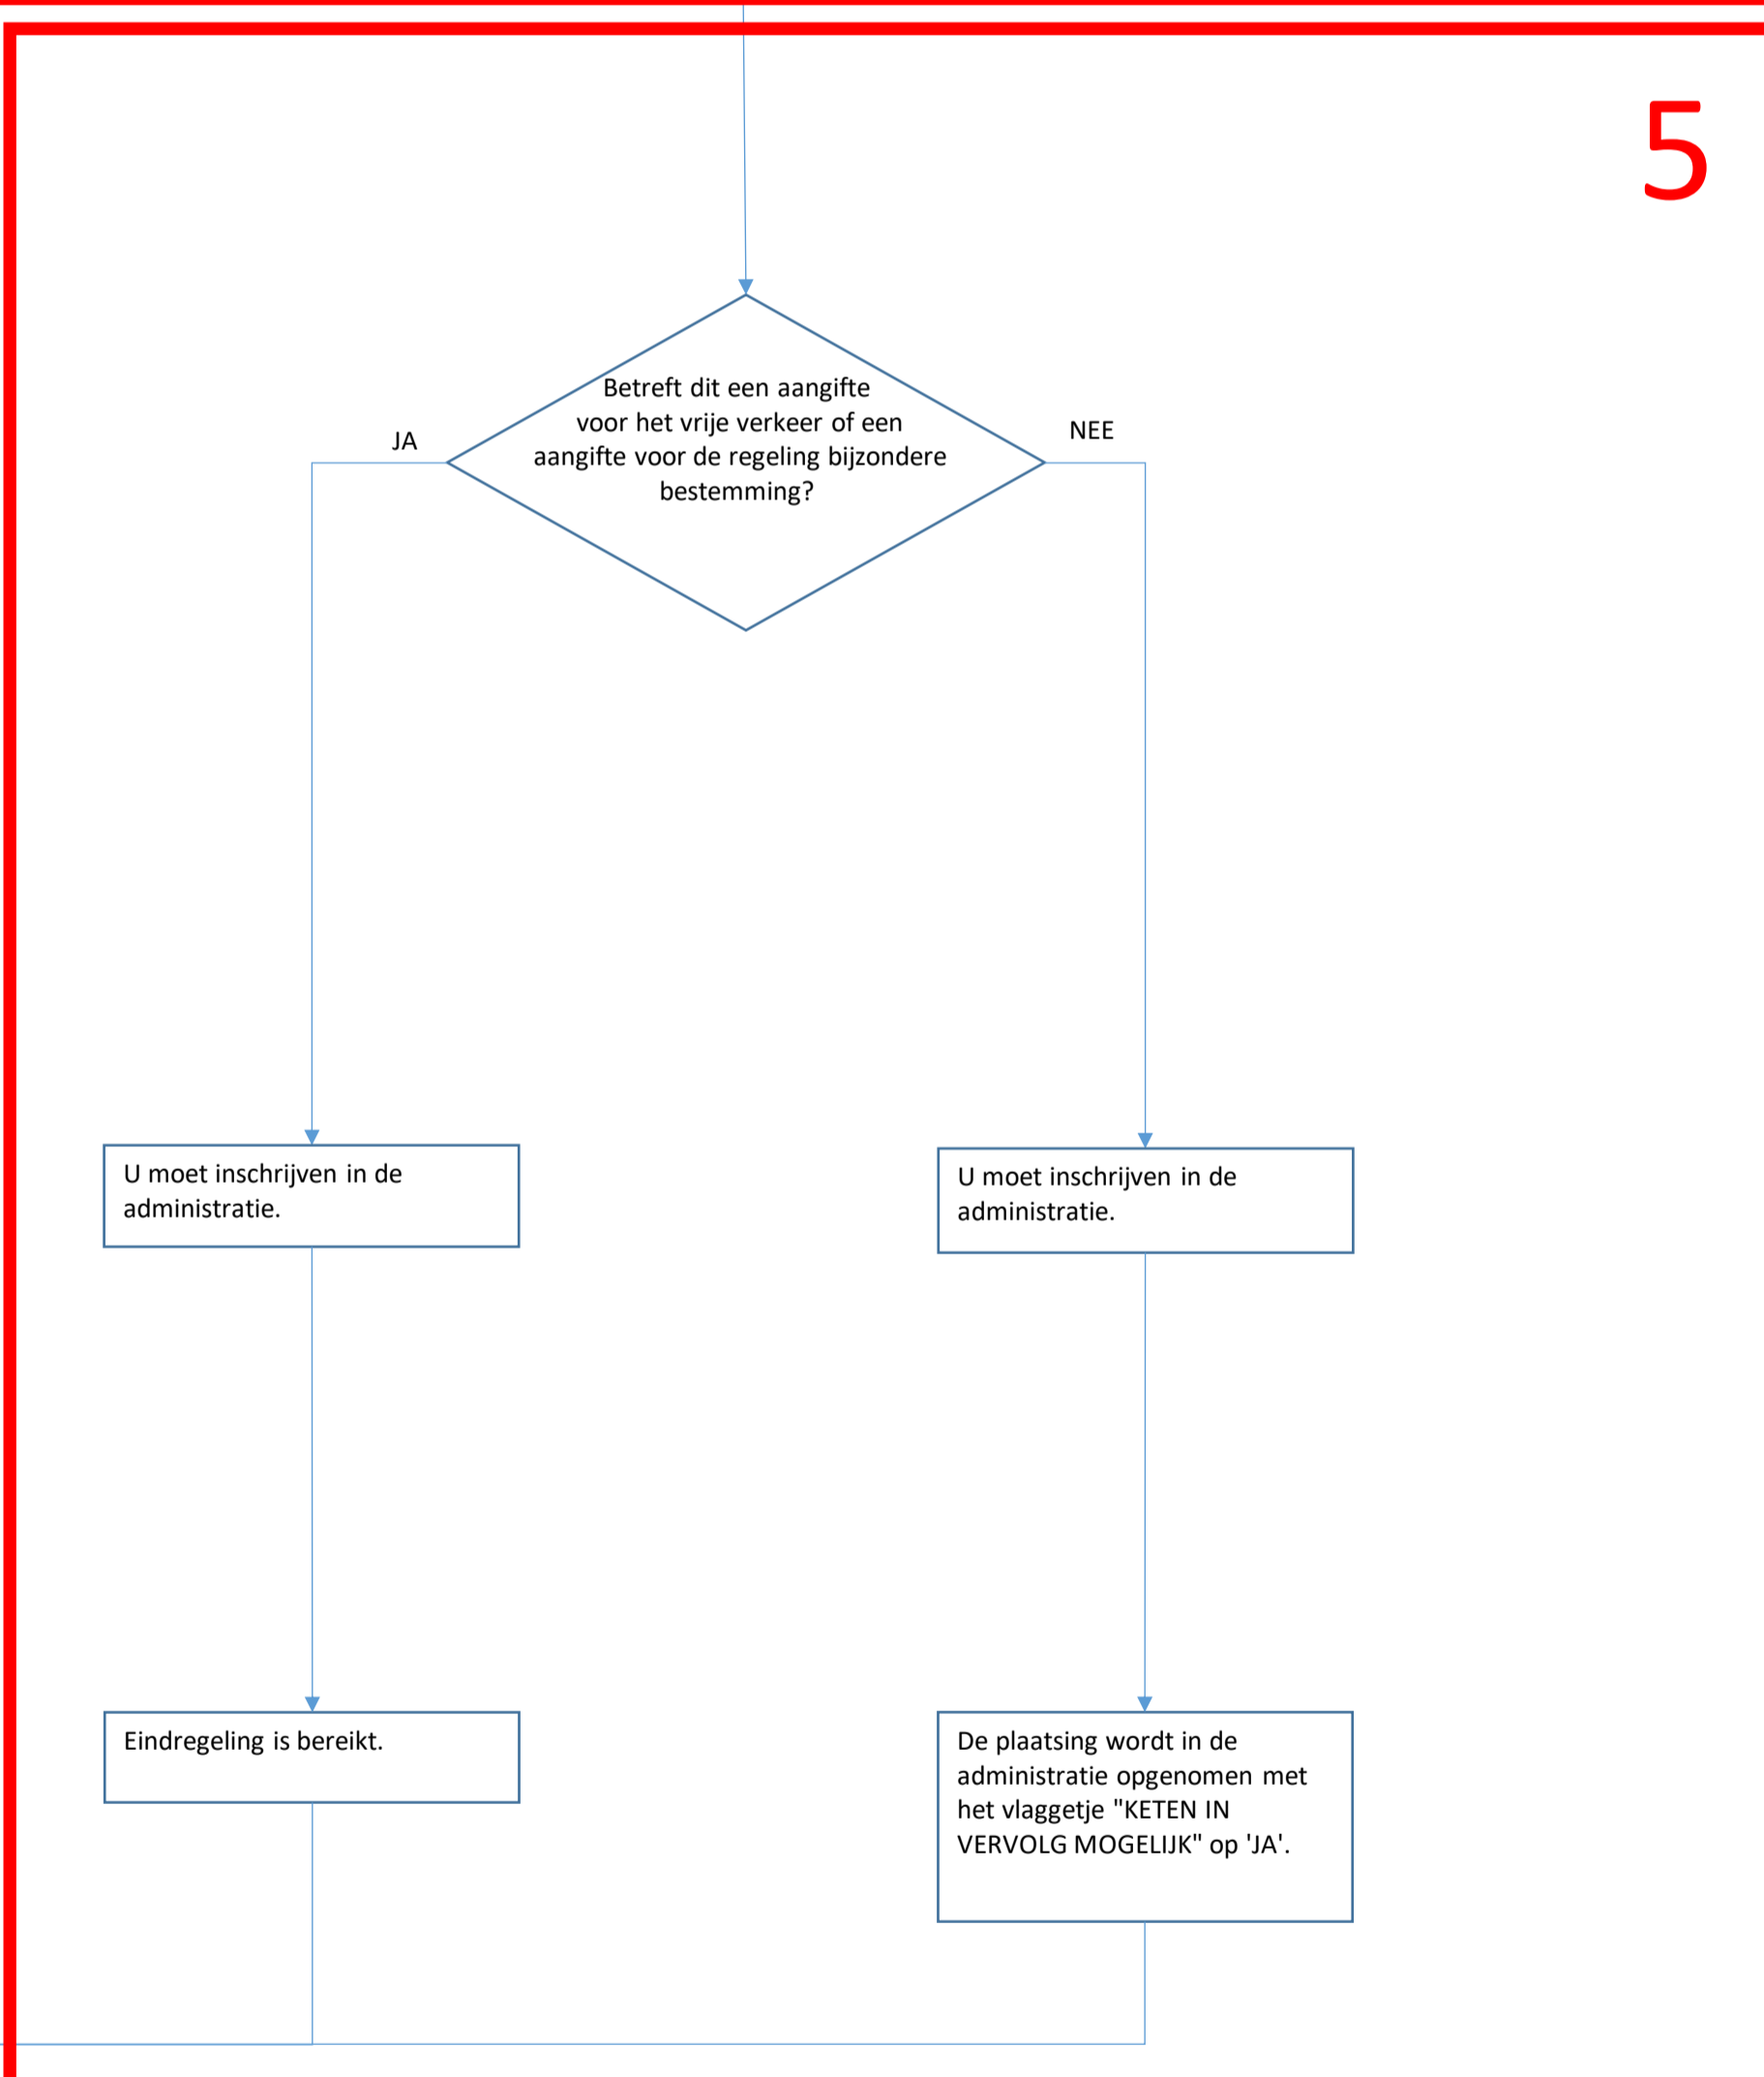 5
Betreft dit een aangifte
voor het vrije verkeer of een
aangifte voor de regeling bijzondere
bestemming?
JA
NEE
U moet inschrijven in de
administratie.
U moet inschrijven in de
administratie.
Eindregeling is bereikt.
De plaatsing wordt in de
administratie opgenomen met
het vlaggetje "KETEN IN
VERVOLG MOGELIJK" op 'JA'.